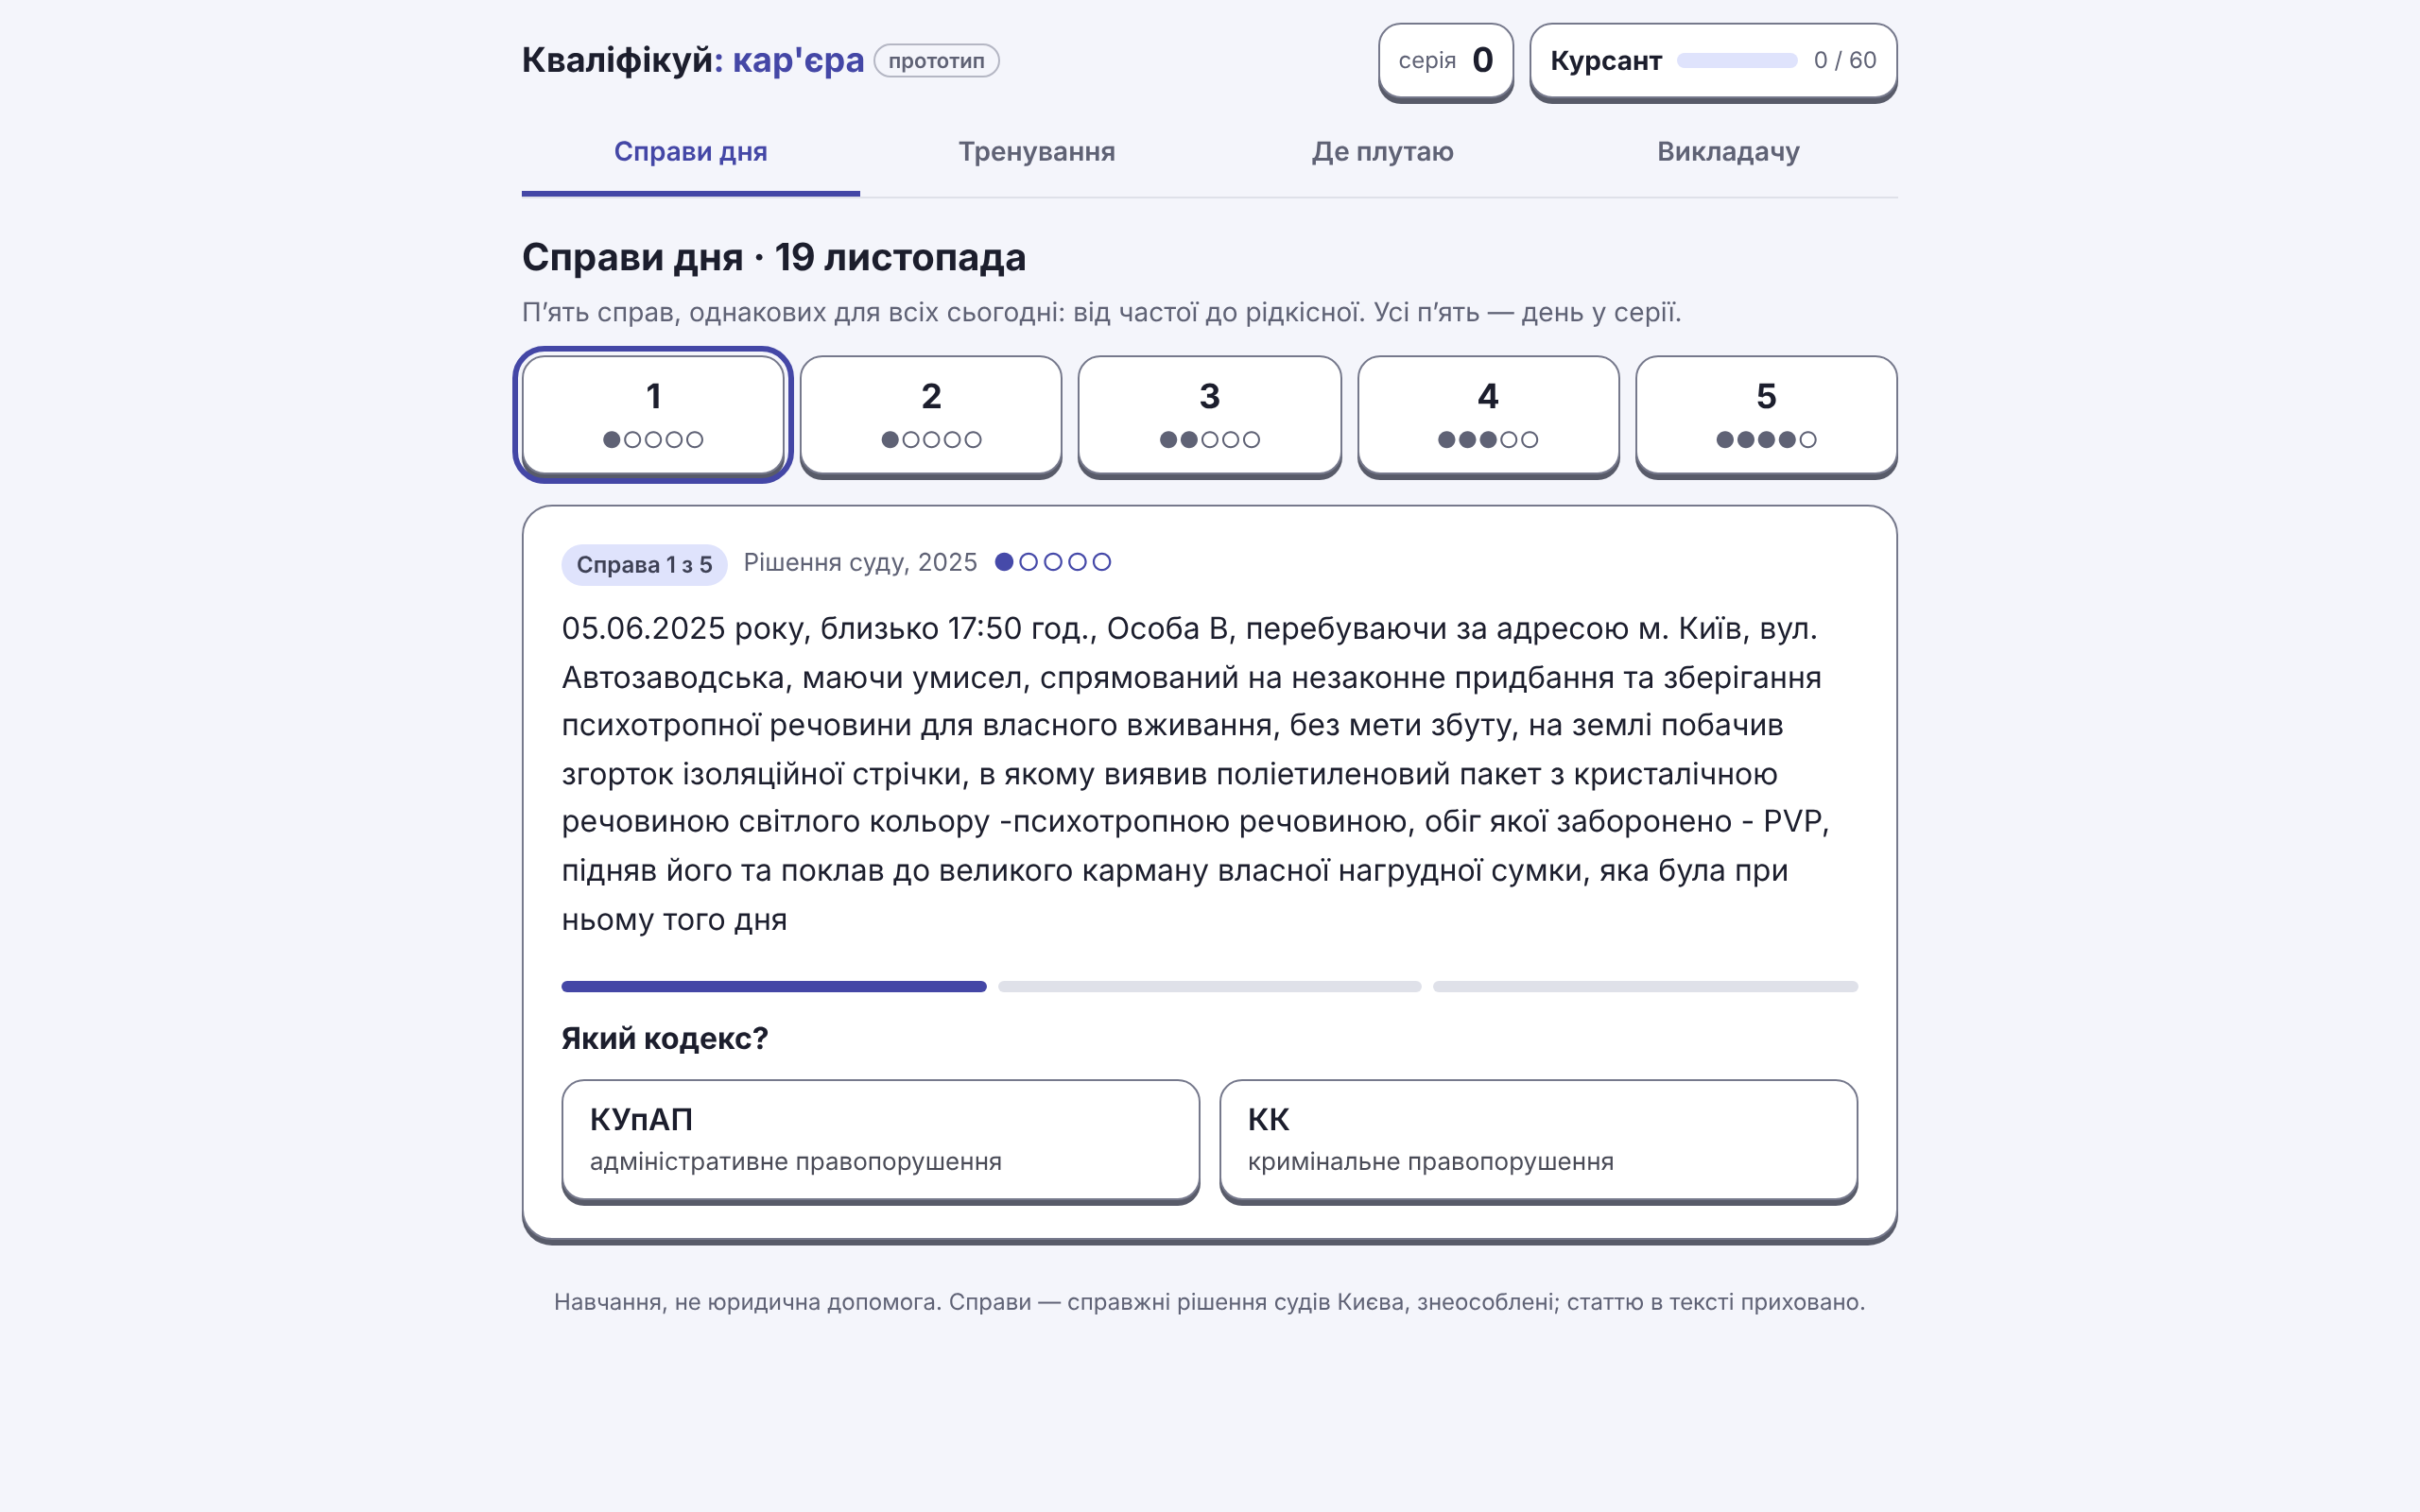 Кваліфікуй: кар'єра прототип
серія 0
Курсант 0 / 60
Справи дня Тренування Де плутаю Викладачу
Справи дня · 19 листопада
П’ять справ, однакових для всіх сьогодні: від частої до рідкісної. Усі п’ять — день у серії.
1 2 3 4 5
Справа 1 з 5 Рішення суду, 2025
05.06.2025 року, близько 17:50 год., Особа В, перебуваючи за адресою м. Київ, вул.
Автозаводська, маючи умисел, спрямований на незаконне придбання та зберігання
психотропної речовини для власного вживання, без мети збуту, на землі побачив
згорток ізоляційної стрічки, в якому виявив поліетиленовий пакет з кристалічною
речовиною світлого кольору -психотропною речовиною, обіг якої заборонено - PVP,
підняв його та поклав до великого карману власної нагрудної сумки, яка була при
ньому того дня
Який кодекс?
КУпАП
адміністративне правопорушення
КК
кримінальне правопорушення
Навчання, не юридична допомога. Справи — справжні рішення судів Києва, знеособлені; статтю в тексті приховано.